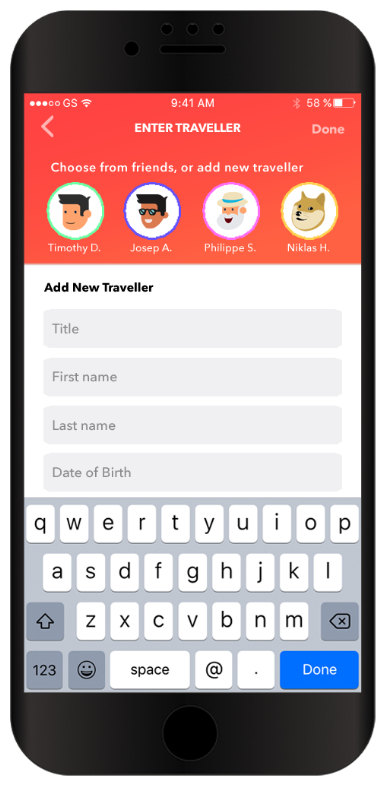 GS 9:41 AM 58 %
ENTER TRAVELLER Done
Choose from friends, or add new traveller
Timothy D. Josep A. Philippe S. Niklas H.
Add New Traveller
Title
First name
Last name
Date of Birth
q w e r t y u i o p
a s d f g h j k l
z x c v b n m
123 space @ . Done